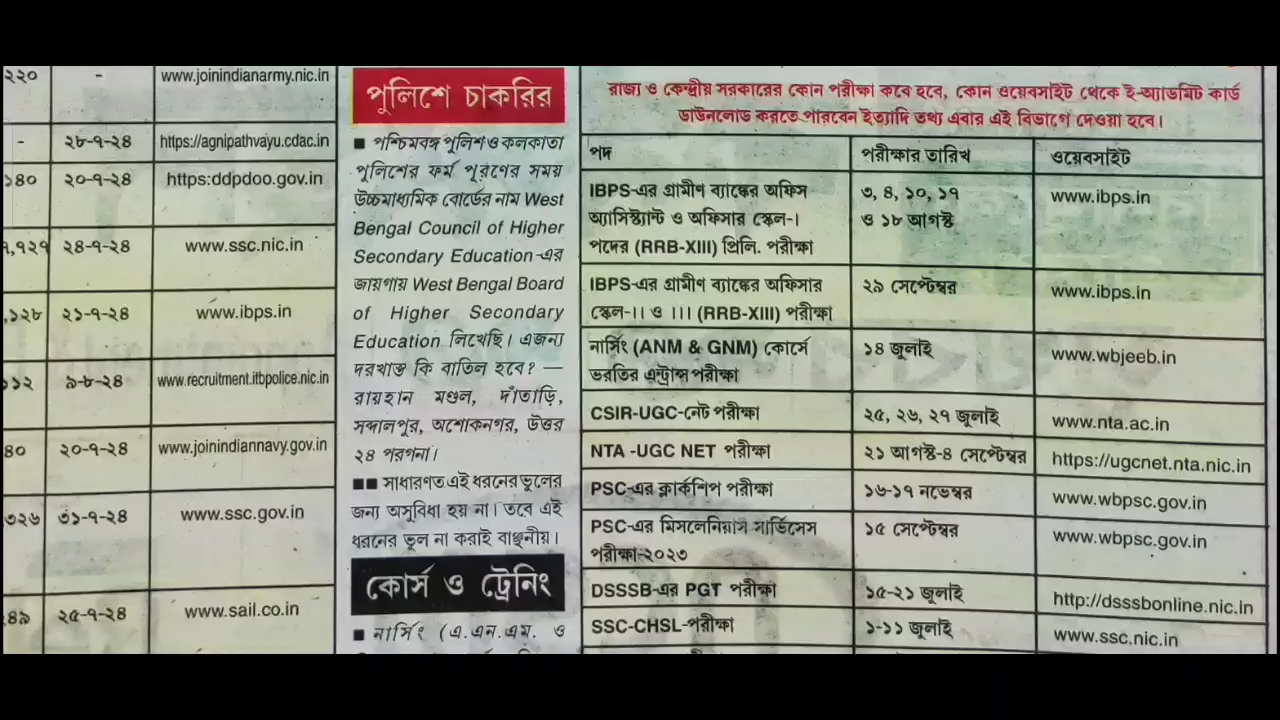 ২২০ - www.joinindianarmy.nic.in
- ২৮-৭-২৪ https://agnipathvayu.cdac.in
১৪০ ২০-৭-২৪ https:ddpdoo.gov.in
৭,১২৭ ২৪-৭-২৪ www.ssc.nic.in
,১২৮ ২১-৭-২৪ www.ibps.in
১১২ ৯-৮-২৪ www.recruitment.itbpolice.nic.in
৪০ ২০-৭-২৪ www.joinindiannavy.gov.in
৩২৬ ৩১-৭-২৪ www.ssc.gov.in
২৪৯ ২৫-৭-২৪ www.sail.co.in
পুলিশে চাকরির
■ পশ্চিমবঙ্গ পুলিশ ও কলকাতা
পুলিশের ফর্ম পূরণের সময়
উচ্চমাধ্যমিক বোর্ডের নাম West
Bengal Council of Higher
Secondary Education-এর
জায়গায় West Bengal Board
of Higher Secondary
Education লিখেছি। এজন্য
দরখাস্ত কি বাতিল হবে? —
রায়হান মণ্ডল, দাঁতাড়ি,
সদ্দালপুর, অশোকনগর, উত্তর
২৪ পরগনা।
■■ সাধারণত এই ধরনের ভুলের
জন্য অসুবিধা হয় না। তবে এই
ধরনের ভুল না করাই বাঞ্ছনীয়।
কোর্স ও ট্রেনিং
■ নার্সিং (এ.এন.এম. ও
রাজ্য ও কেন্দ্রীয় সরকারের কোন পরীক্ষা কবে হবে, কোন ওয়েবসাইট থেকে ই-অ্যাডমিট কার্ড
ডাউনলোড করতে পারবেন ইত্যাদি তথ্য এবার এই বিভাগে দেওয়া হবে।
পদ পরীক্ষার তারিখ ওয়েবসাইট
IBPS-এর গ্রামীণ ব্যাঙ্কের অফিস ৩, ৪, ১০, ১৭ www.ibps.in
অ্যাসিস্ট্যান্ট ও অফিসার স্কেল-I ও ১৮ আগস্ট
পদের (RRB-XIII) প্রিলি. পরীক্ষা
IBPS-এর গ্রামীণ ব্যাঙ্কের অফিসার ২৯ সেপ্টেম্বর www.ibps.in
স্কেল-II ও III (RRB-XIII) পরীক্ষা
নার্সিং (ANM & GNM) কোর্সে ১৪ জুলাই www.wbjeeb.in
ভরতির এন্ট্রান্স পরীক্ষা
CSIR-UGC-নেট পরীক্ষা ২৫, ২৬, ২৭ জুলাই www.nta.ac.in
NTA -UGC NET পরীক্ষা ২১ আগস্ট-৪ সেপ্টেম্বর https://ugcnet.nta.nic.in
PSC-এর ক্লার্কশিপ পরীক্ষা ১৬-১৭ নভেম্বর www.wbpsc.gov.in
PSC-এর মিসলেনিয়াস সার্ভিসেস ১৫ সেপ্টেম্বর www.wbpsc.gov.in
পরীক্ষা-২০২৩
DSSSB-এর PGT পরীক্ষা ১৫-২১ জুলাই http://dsssbonline.nic.in
SSC-CHSL-পরীক্ষা ১-১১ জুলাই www.ssc.nic.in